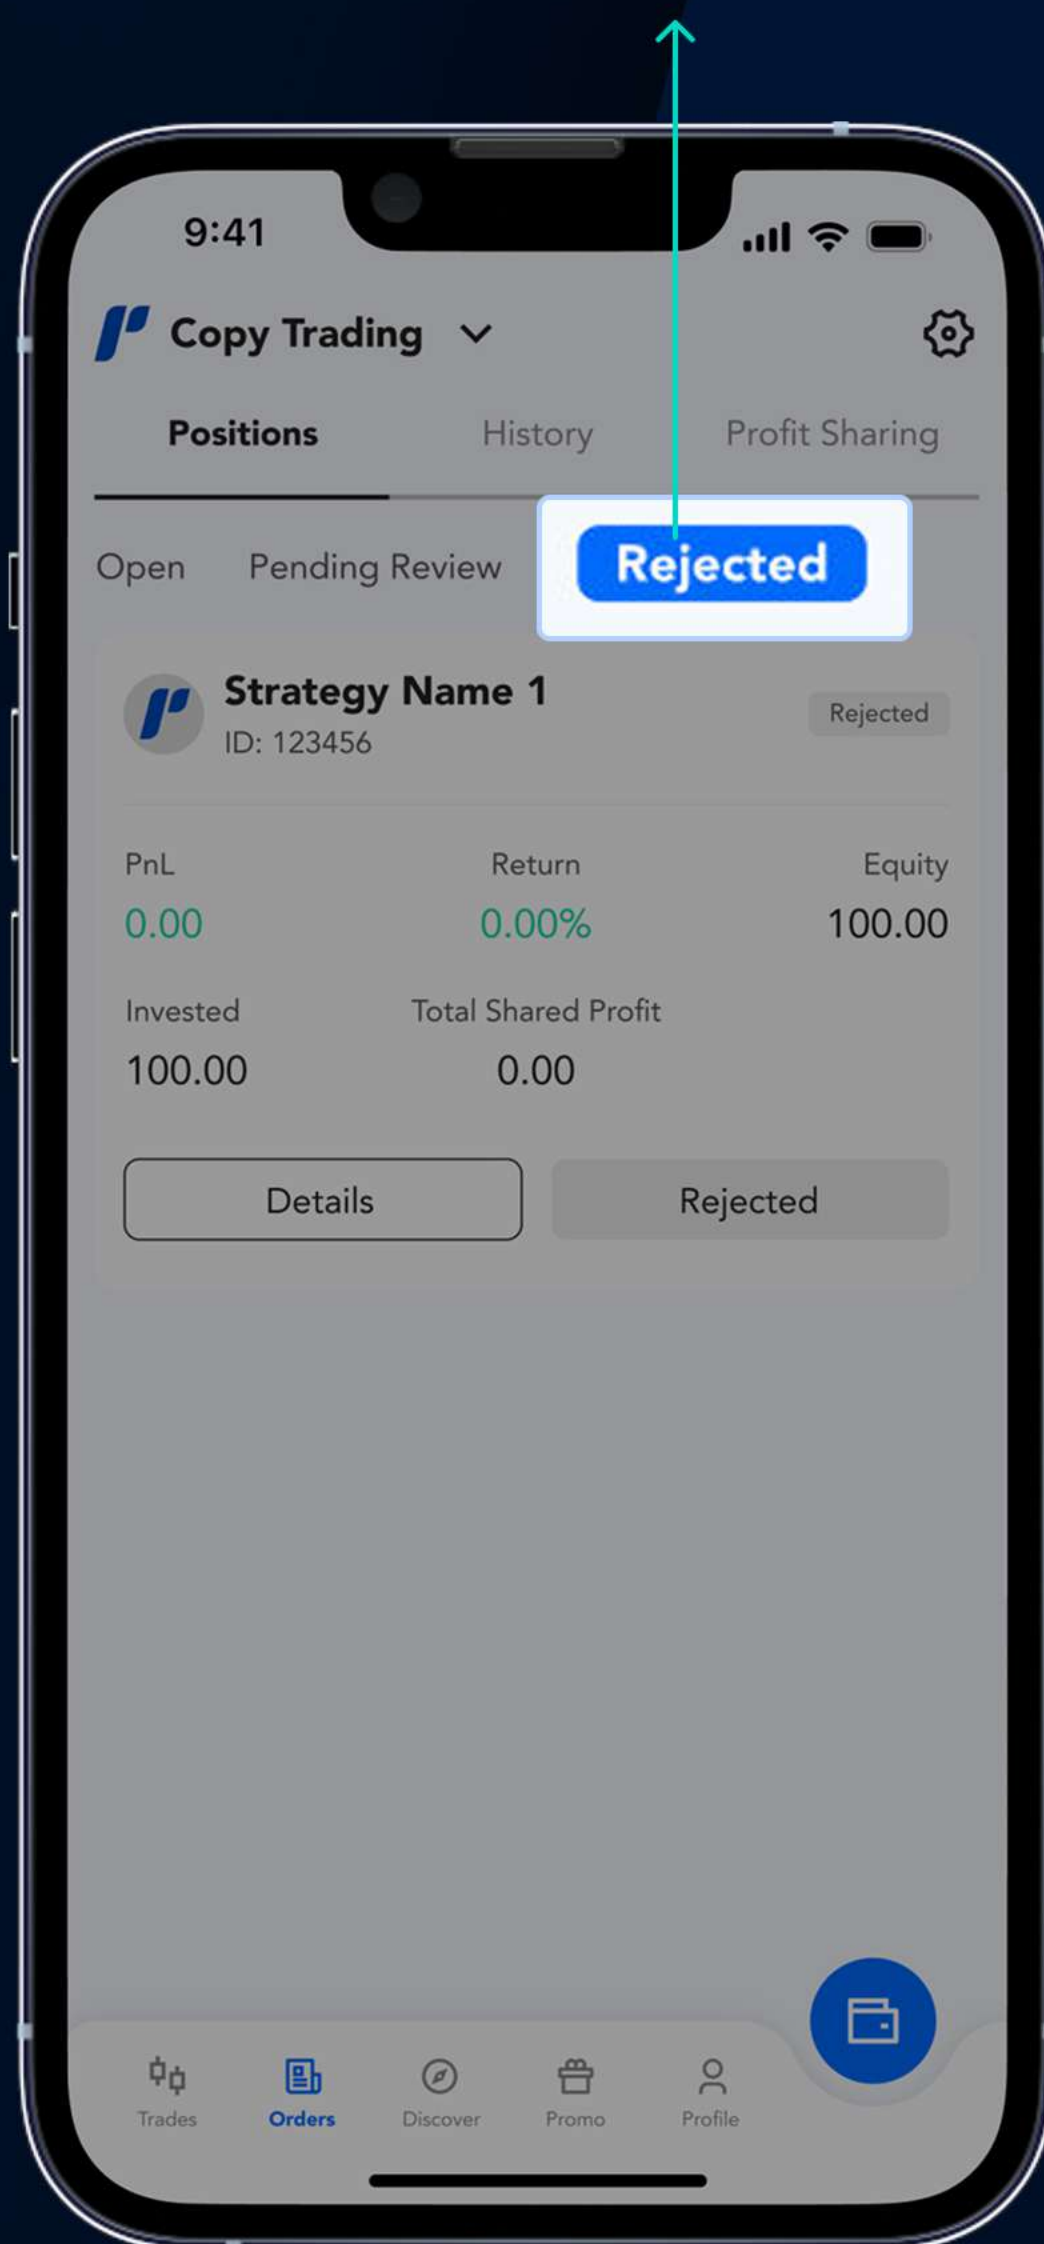 9:41
Copy Trading
Positions History Profit Sharing
Open Pending Review Rejected
Strategy Name 1
Rejected
ID: 123456
PnL Return Equity
0.00 0.00% 100.00
Invested Total Shared Profit
100.00 0.00
Details Rejected
Trades Orders Discover Promo Profile